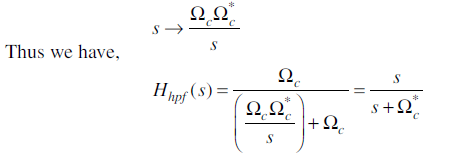 s → Ω_c Ω_c^* / s
Thus we have,
H_hpf (s) = Ω_c / ( ( Ω_c Ω_c^* / s ) + Ω_c ) = s / ( s + Ω_c^* )